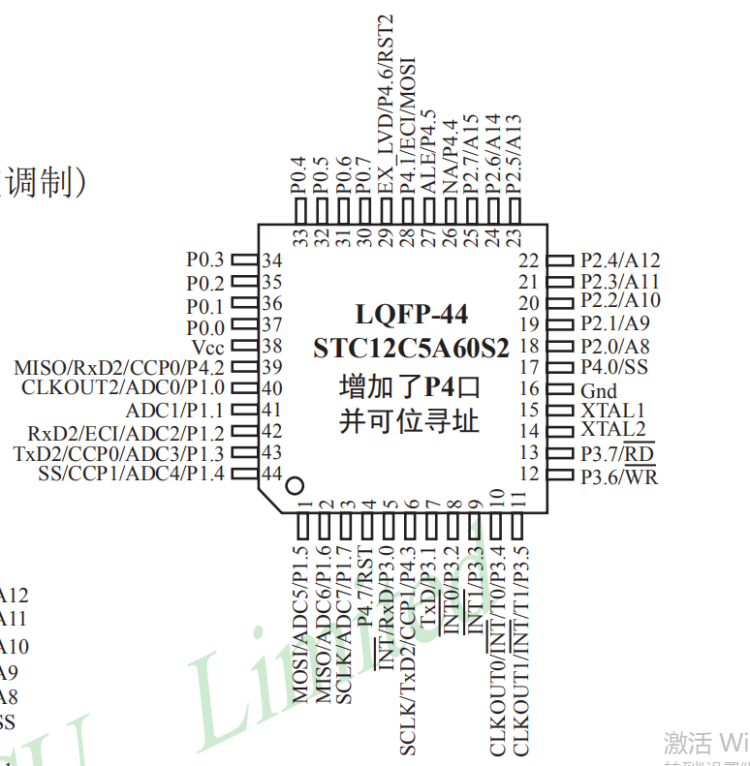 调制)
P0.4
P0.5
P0.6
P0.7
EX_LVD/P4.6/RST2
P4.1/ECI/MOSI
ALE/P4.5
NA/P4.4
P2.7/A15
P2.6/A14
P2.5/A13
33 32 31 30 29 28 27 26 25 24 23
P0.3 34
P0.2 35
P0.1 36
P0.0 37
Vcc 38
MISO/RxD2/CCP0/P4.2 39
CLKOUT2/ADC0/P1.0 40
ADC1/P1.1 41
RxD2/ECI/ADC2/P1.2 42
TxD2/CCP0/ADC3/P1.3 43
SS/CCP1/ADC4/P1.4 44
LQFP-44
STC12C5A60S2
增加了P4口
并可位寻址
22 P2.4/A12
21 P2.3/A11
20 P2.2/A10
19 P2.1/A9
18 P2.0/A8
17 P4.0/SS
16 Gnd
15 XTAL1
14 XTAL2
13 P3.7/RD
12 P3.6/WR
1 2 3 4 5 6 7 8 9 10 11
MOSI/ADC5/P1.5
MISO/ADC6/P1.6
SCLK/ADC7/P1.7
P4.7/RST
INT/RxD/P3.0
SCLK/TxD2/CCP1/P4.3
TxD/P3.1
INT0/P3.2
INT1/P3.3
CLKOUT0/INT/T0/P3.4
CLKOUT1/INT/T1/P3.5
A12
A11
A10
A9
A8
SS
Limited
激活 Wi